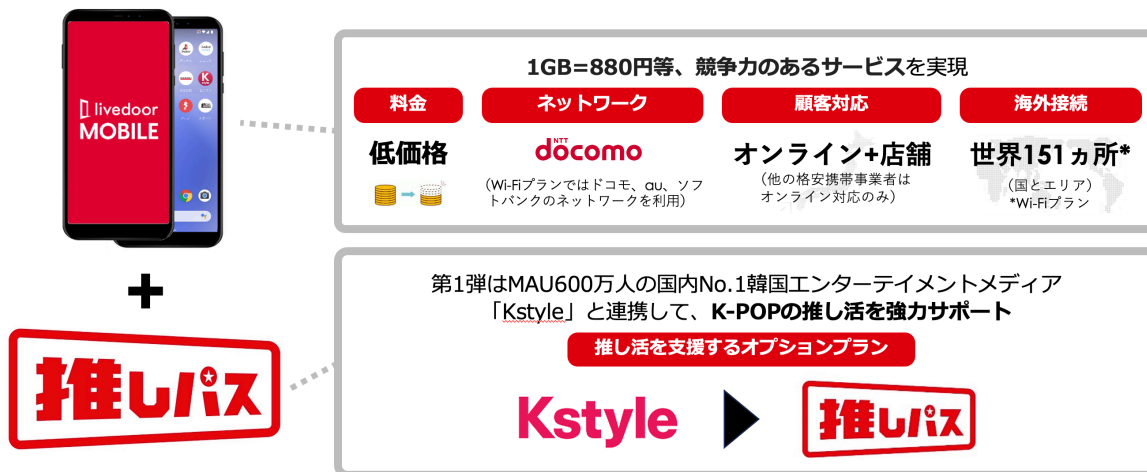 livedoor
MOBILE
1GB=880円等、競争力のあるサービスを実現
料金
ネットワーク
顧客対応
海外接続
低価格
NTT
döcomo
オンライン+店舗
世界151ヵ所*
(Wi-Fiプランではドコモ、au、ソフ
トバンクのネットワークを利用)
(他の格安携帯事業者は
オンライン対応のみ)
(国とエリア)
*Wi-Fiプラン
+
推しパス
第1弾はMAU600万人の国内No.1韓国エンターテイメントメディア
「Kstyle」と連携して、K-POPの推し活を強力サポート
推し活を支援するオプションプラン
Kstyle
推しパス